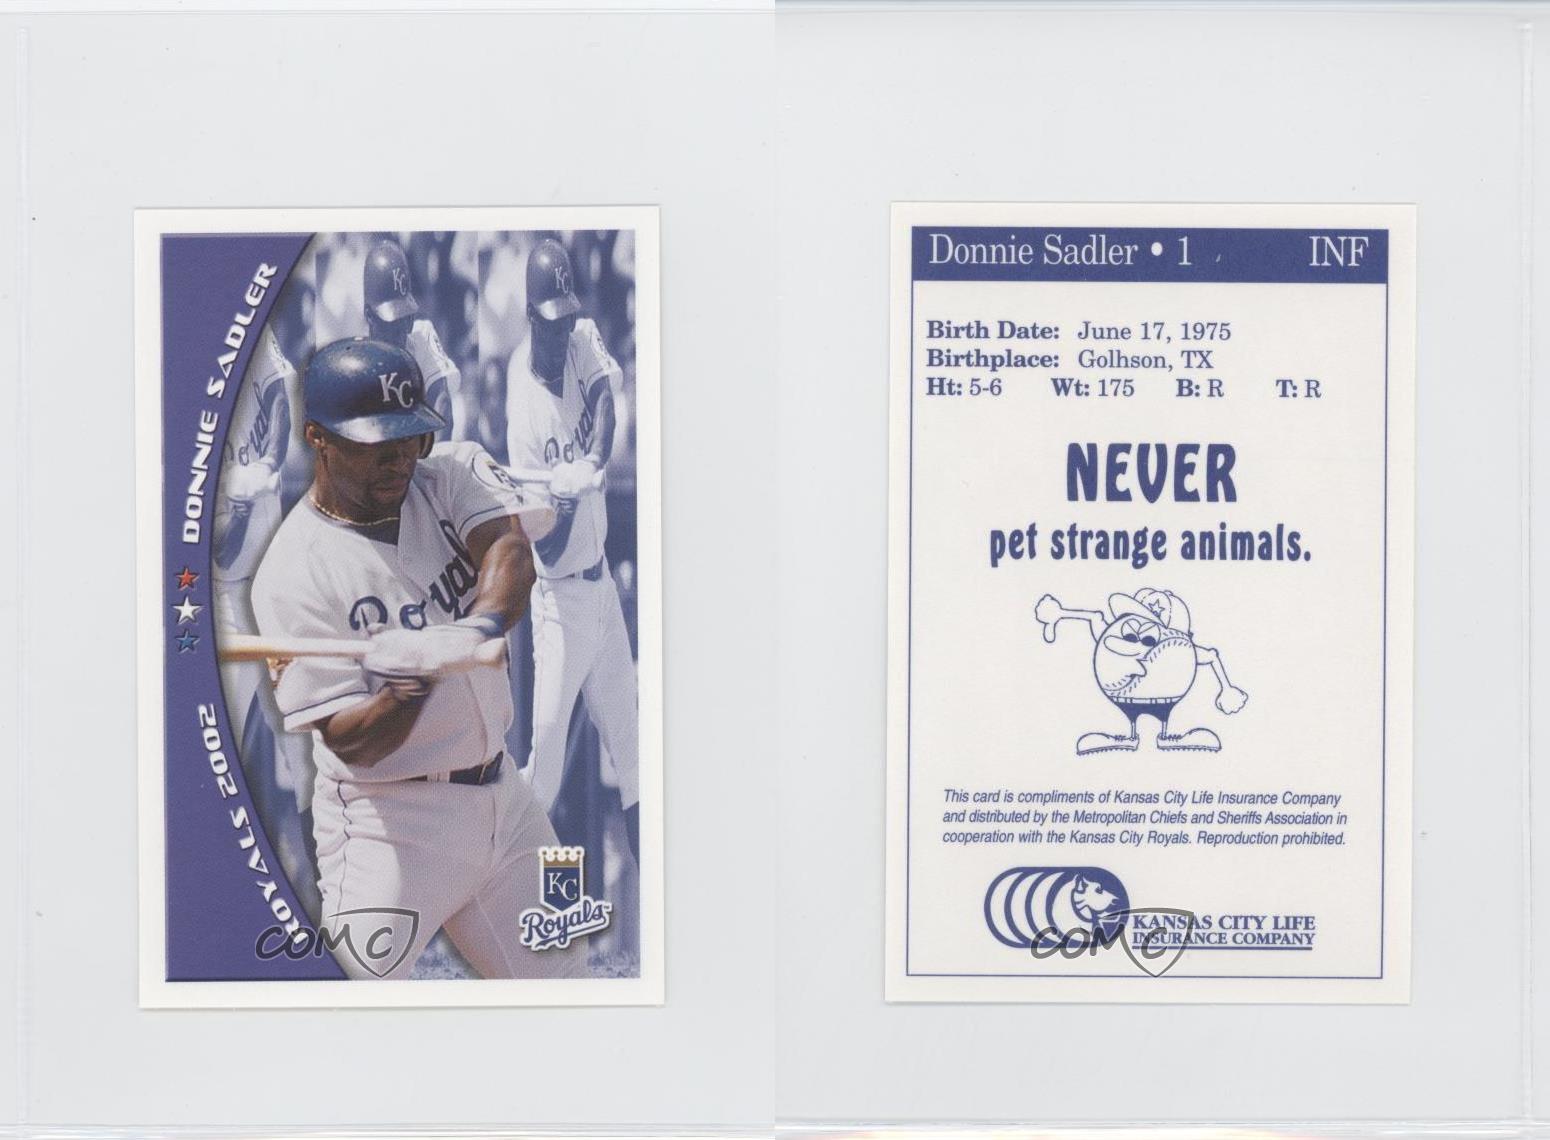 DONNIE SADLER
ROYALS 2002
KC
Royals
KC
Royals
KC
KC
Royals
COMC
Donnie Sadler • 1 INF
Birth Date: June 17, 1975
Birthplace: Golhson, TX
Ht: 5-6 Wt: 175 B: R T: R
NEVER
pet strange animals.
This card is compliments of Kansas City Life Insurance Company
and distributed by the Metropolitan Chiefs and Sheriffs Association in
cooperation with the Kansas City Royals. Reproduction prohibited.
KANSAS CITY LIFE
INSURANCE COMPANY
COMC